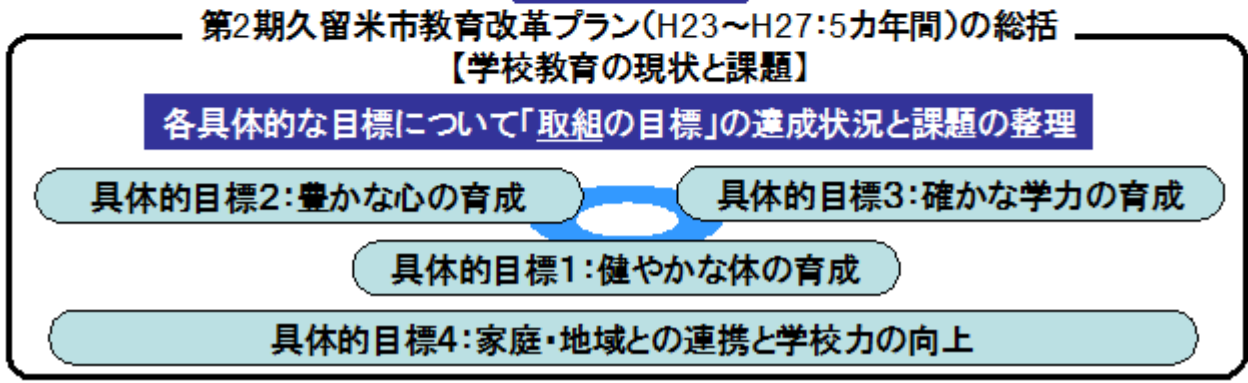 第2期久留米市教育改革プラン(H23～H27:5カ年間)の総括
【学校教育の現状と課題】
各具体的な目標について「取組の目標」の達成状況と課題の整理
具体的目標2:豊かな心の育成
具体的目標3:確かな学力の育成
具体的目標1:健やかな体の育成
具体的目標4:家庭・地域との連携と学校力の向上